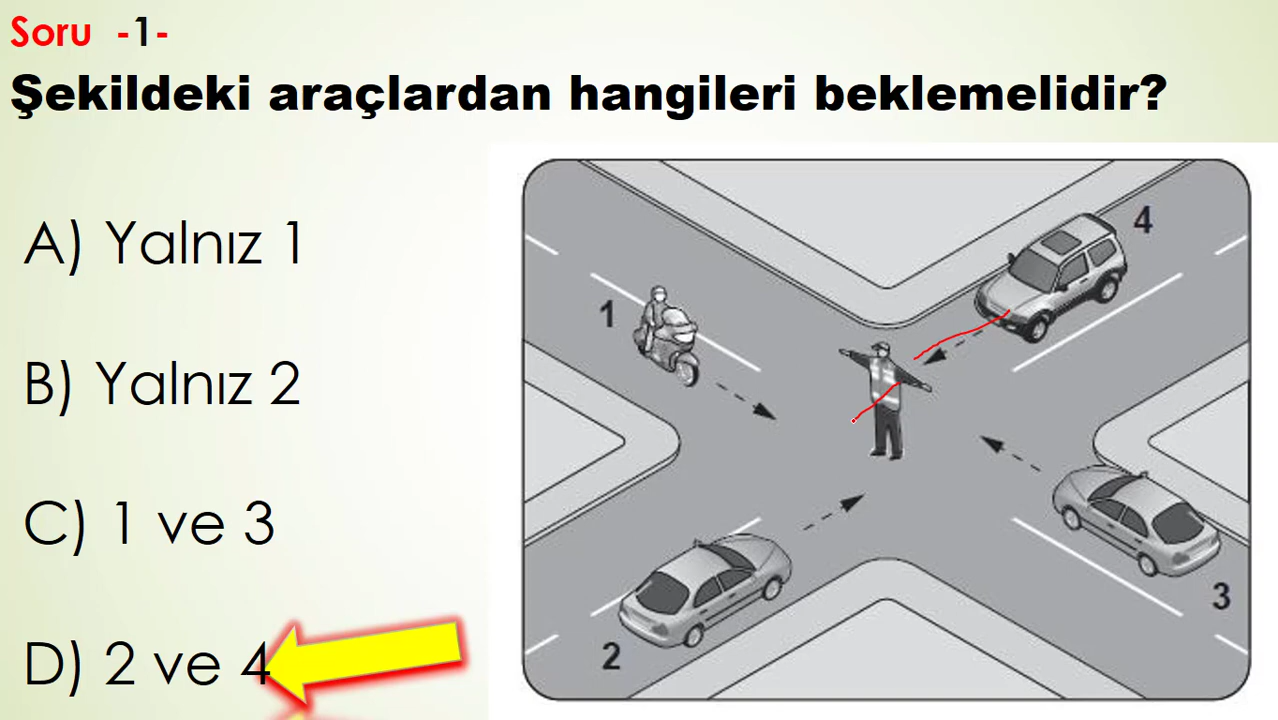 Soru -1-
Şekildeki araçlardan hangileri beklemelidir?
A) Yalnız 1
B) Yalnız 2
C) 1 ve 3
D) 2 ve 4
4
1
3
2